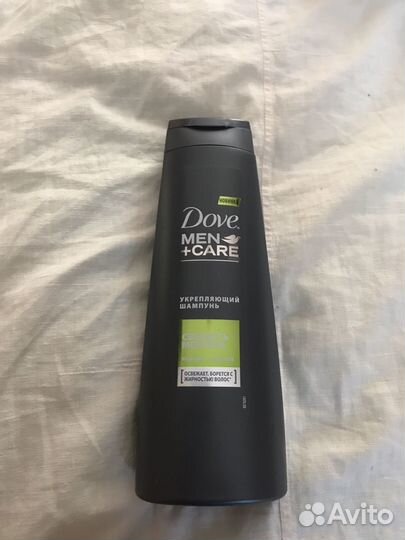 НОВИНКА
Dove
MEN
+CARE
УКРЕПЛЯЮЩИЙ
ШАМПУНЬ
ОСВЕЖАЕТ, БОРЕТСЯ С
ЖИРНОСТЬЮ ВОЛОС*
Avito